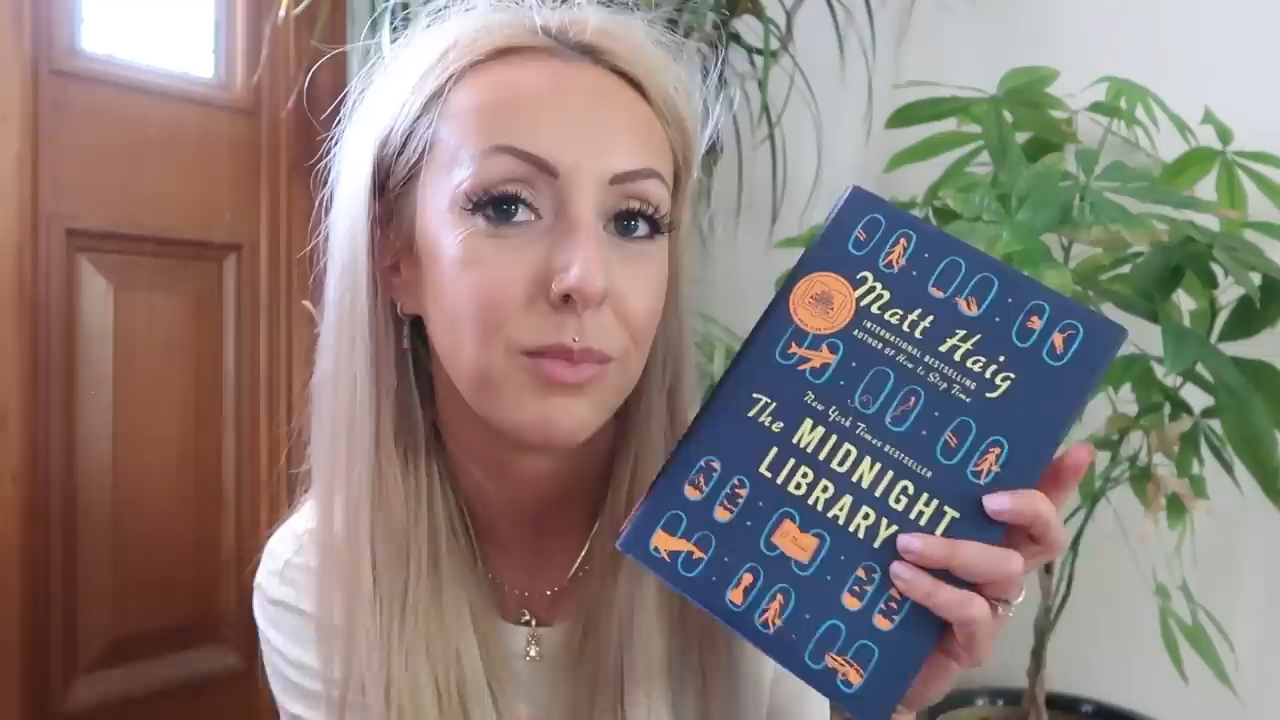 Matt Haig
INTERNATIONAL BESTSELLING
AUTHOR OF How to Stop Time
New York Times BESTSELLER
The MIDNIGHT
LIBRARY